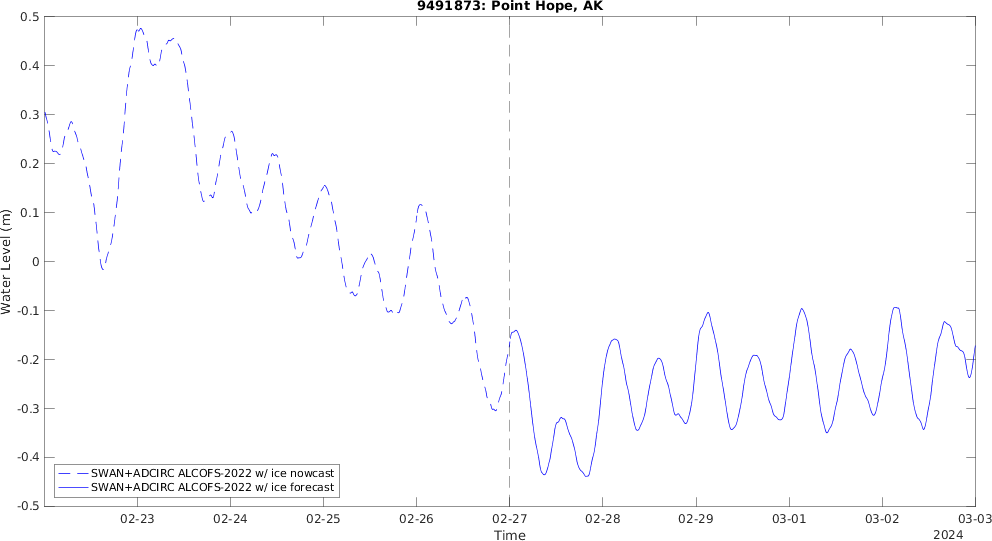 9491873: Point Hope, AK
0.5
0.4
0.3
0.2
0.1
0
-0.1
-0.2
-0.3
-0.4
-0.5
Water Level (m)
SWAN+ADCIRC ALCOFS-2022 w/ ice nowcast
SWAN+ADCIRC ALCOFS-2022 w/ ice forecast
02-23 02-24 02-25 02-26 02-27 02-28 02-29 03-01 03-02 03-03
Time
2024